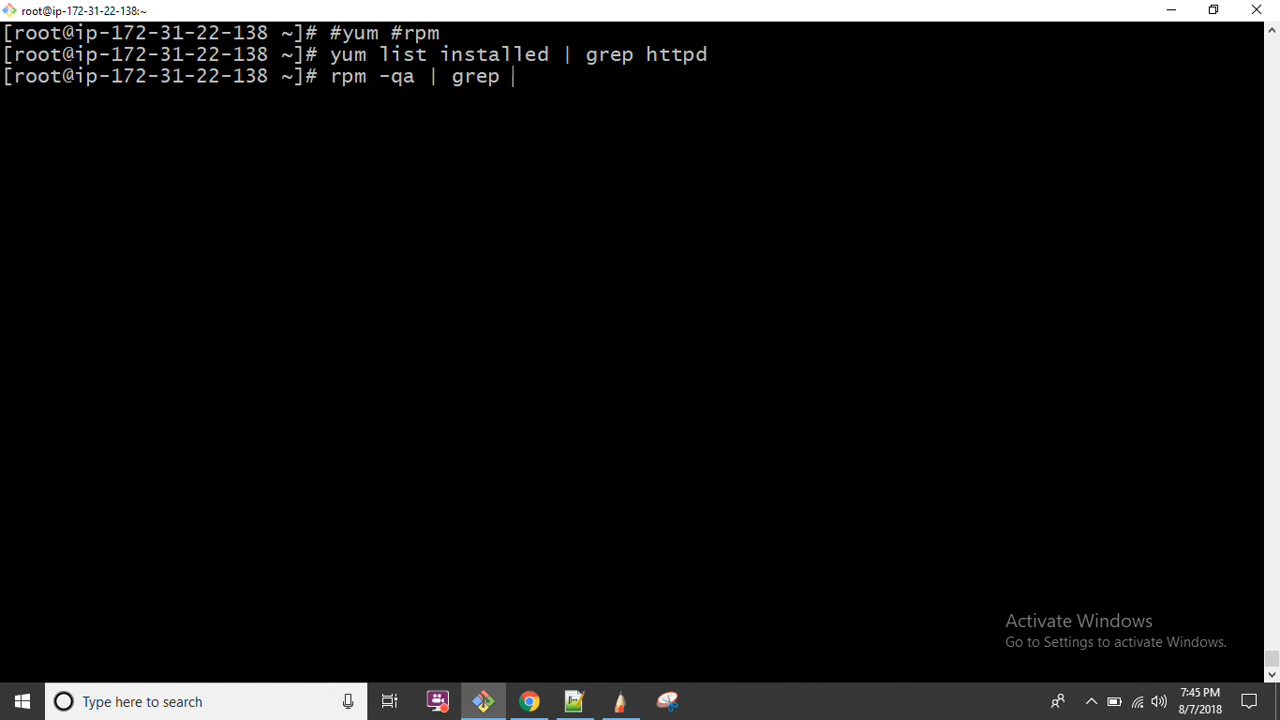 root@ip-172-31-22-138:~
[root@ip-172-31-22-138 ~]# #yum #rpm
[root@ip-172-31-22-138 ~]# yum list installed | grep httpd
[root@ip-172-31-22-138 ~]# rpm -qa | grep
Activate Windows
Go to Settings to activate Windows.
Type here to search
7:45 PM
8/7/2018